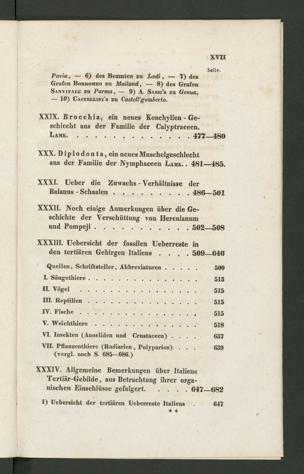 XVII
Seite.
Pavia, — 6) des Beamten zu Lodi, — 7) des
Grafen Borromeo zu Mailand, — 8) des Grafen
Sanvitale zu Parma, — 9) A. Sassi's zu Genua,
— 10) Castellini's zu Castell'gomberto.
XXIX. Brocchia, ein neues Konchylien-Ge-
schlecht aus der Familie der Calyptraceen.
Lamk. . . . . . . . . . . . 477—480
XXX. Diplodonta, ein neues Muschelgeschlecht
aus der Familie der Nymphaceen Lamk. . 481—485.
XXXI. Ueber die Zuwachs-Verhältnisse der
Balanus-Schaalen . . . . . . . . 486—501
XXXII. Noch einige Anmerkungen über die Ge-
schichte der Verschüttung von Herculanum
und Pompeji . . . . . . . . . . 502—508
XXXIII. Uebersicht der fossilen Ueberreste in
den tertiären Gebirgen Italiens . . . . 509—646
Quellen, Schriftsteller, Abbreviaturen . . . . . 509
I. Säugethiere . . . . . . . . . . . . 513
II. Vögel . . . . . . . . . . . . . 515
III. Reptilien . . . . . . . . . . . . 515
IV. Fische . . . . . . . . . . . . . 515
V. Weichthiere . . . . . . . . . . . . 518
VI. Insekten (Anneliden und Crustaceen) . . . . 637
VII. Pflanzenthiere (Radiarien, Polyparien) . . . 639
(vergl. noch S. 685—686.)
XXXIV. Allgemeine Bemerkungen über Italiens
Tertiär-Gebilde, aus Betrachtung ihrer orga-
nischen Einschlüsse gefolgert. . . . . 647—682
1) Uebersicht der tertiären Ueberreste Italiens . 647
* *